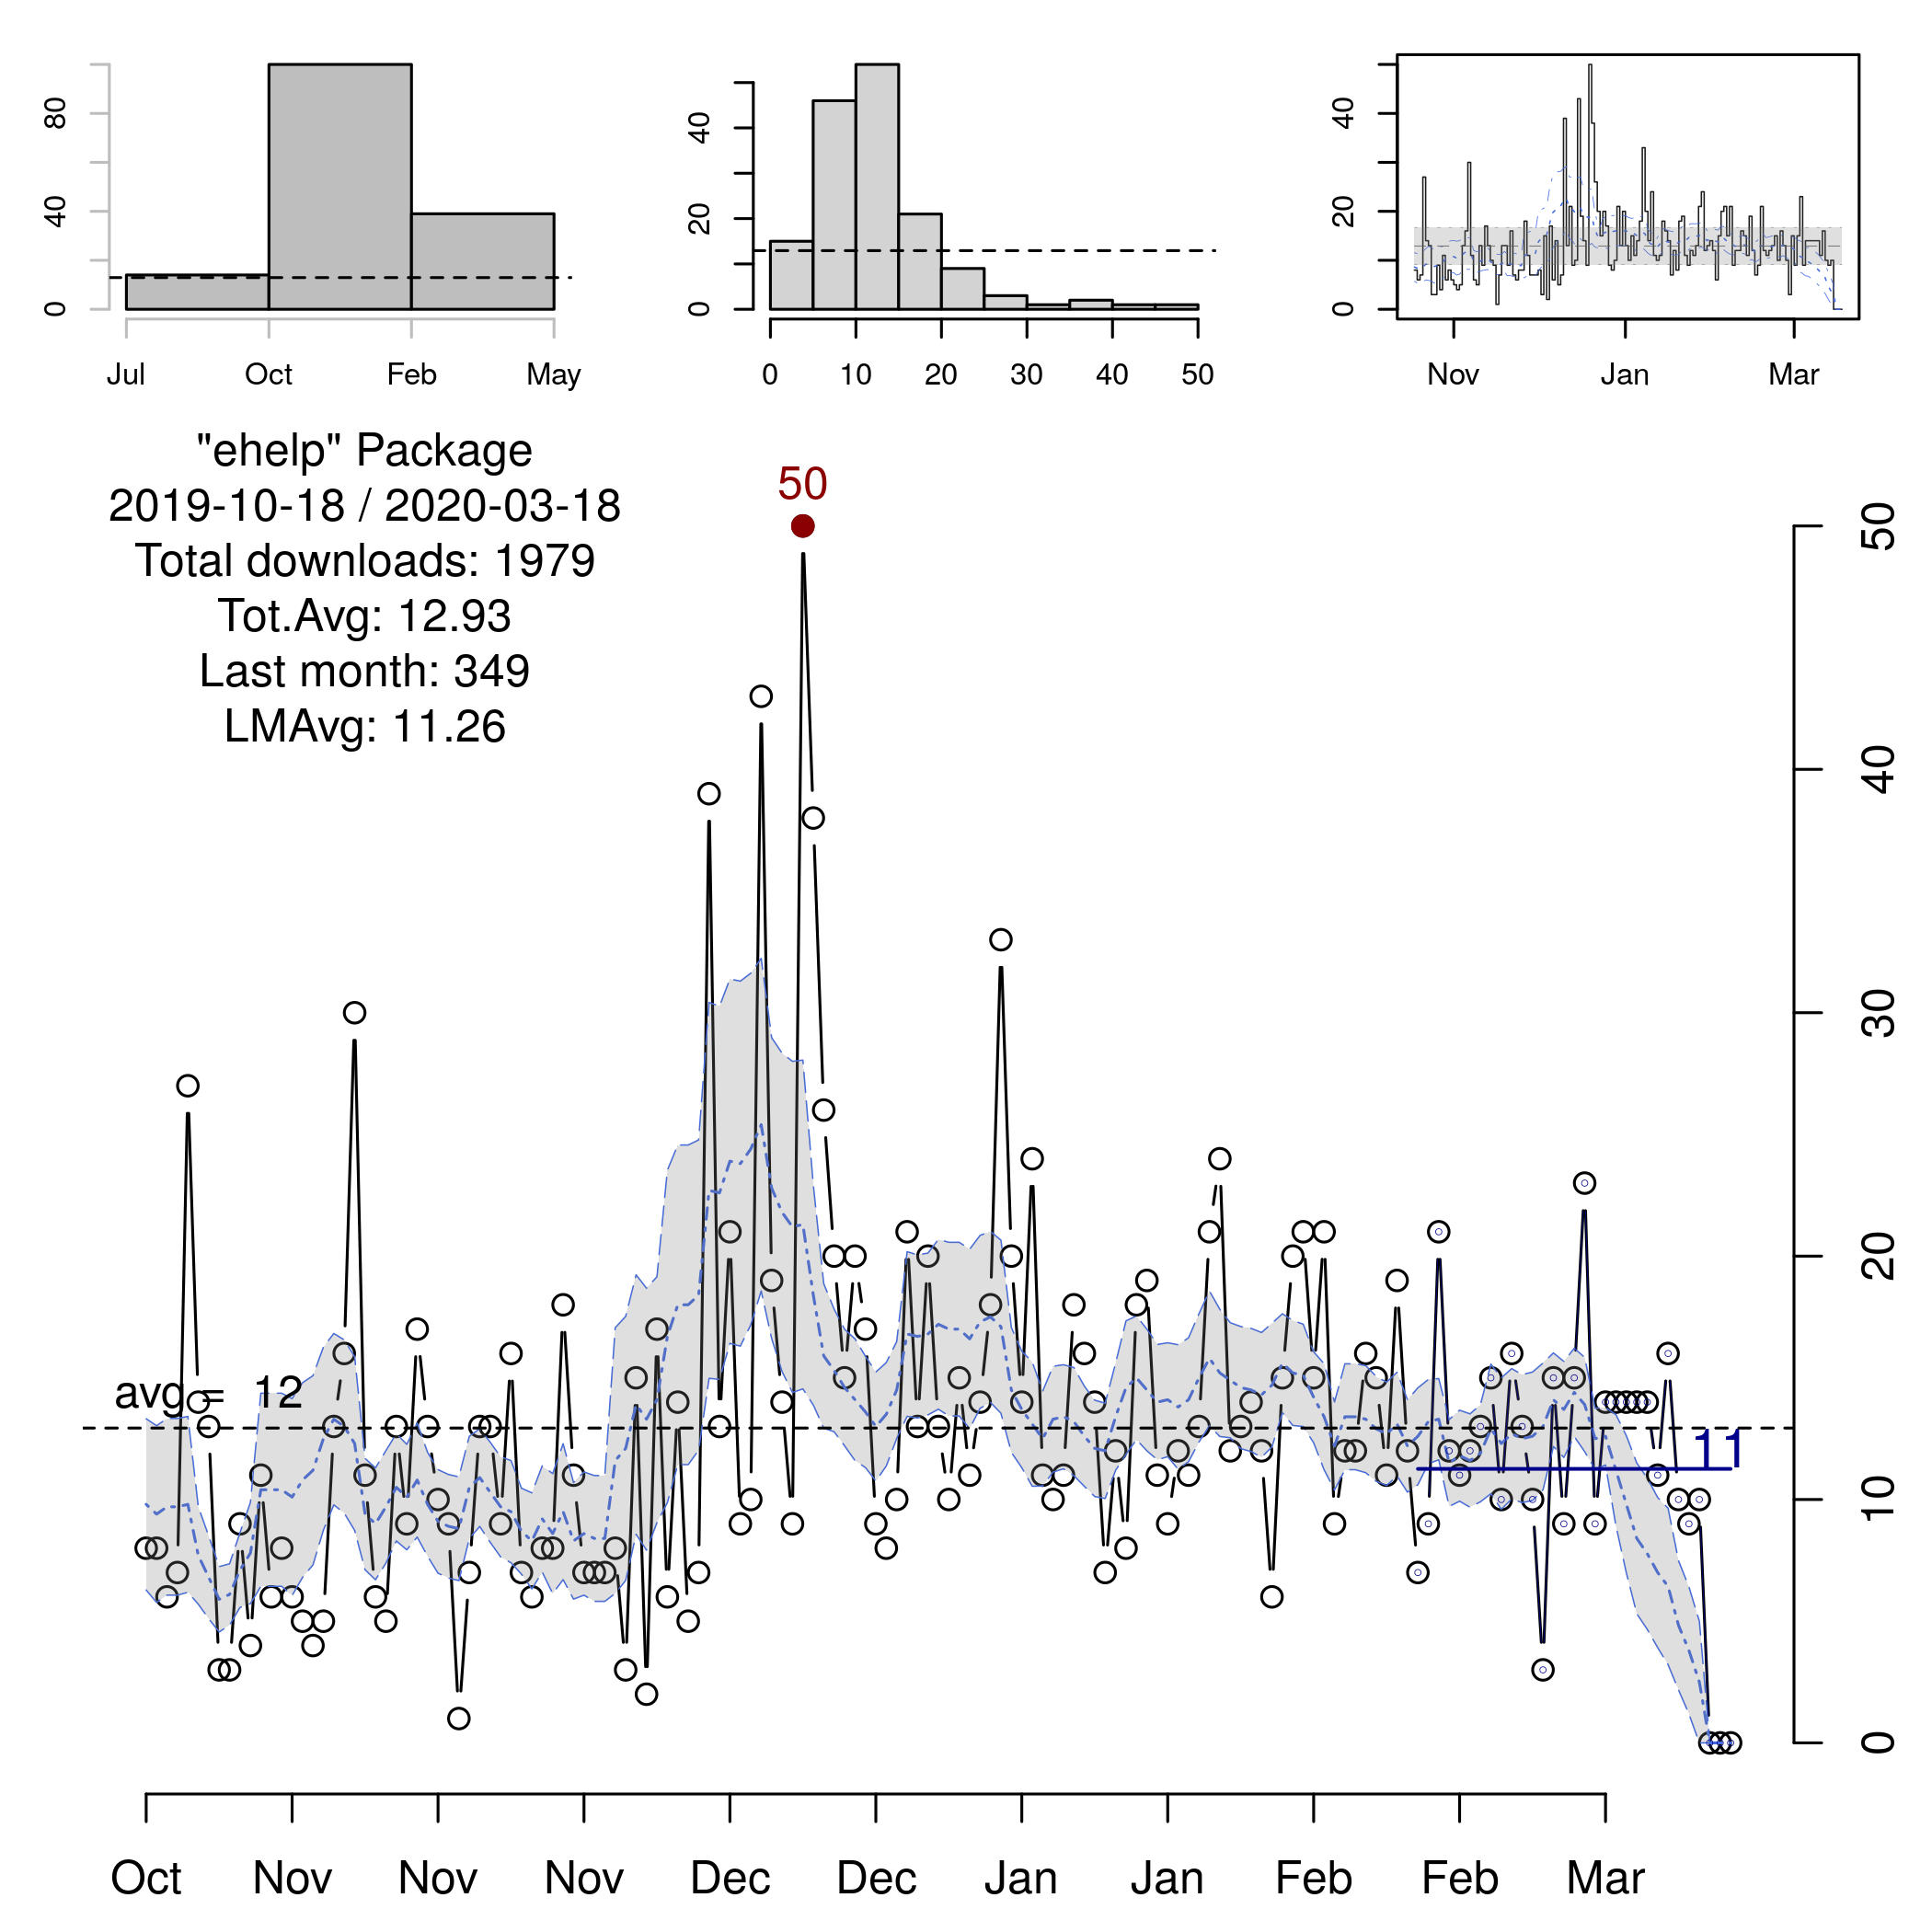 80
40
0
Jul Oct Feb May
40
20
0
0 10 20 30 40 50
40
20
0
Nov Jan Mar
"ehelp" Package
2019-10-18 / 2020-03-18
Total downloads: 1979
Tot.Avg: 12.93
Last month: 349
LMAvg: 11.26
50
avg = 12
11
50
40
30
20
10
0
Oct Nov Nov Nov Dec Dec Jan Jan Feb Feb Mar